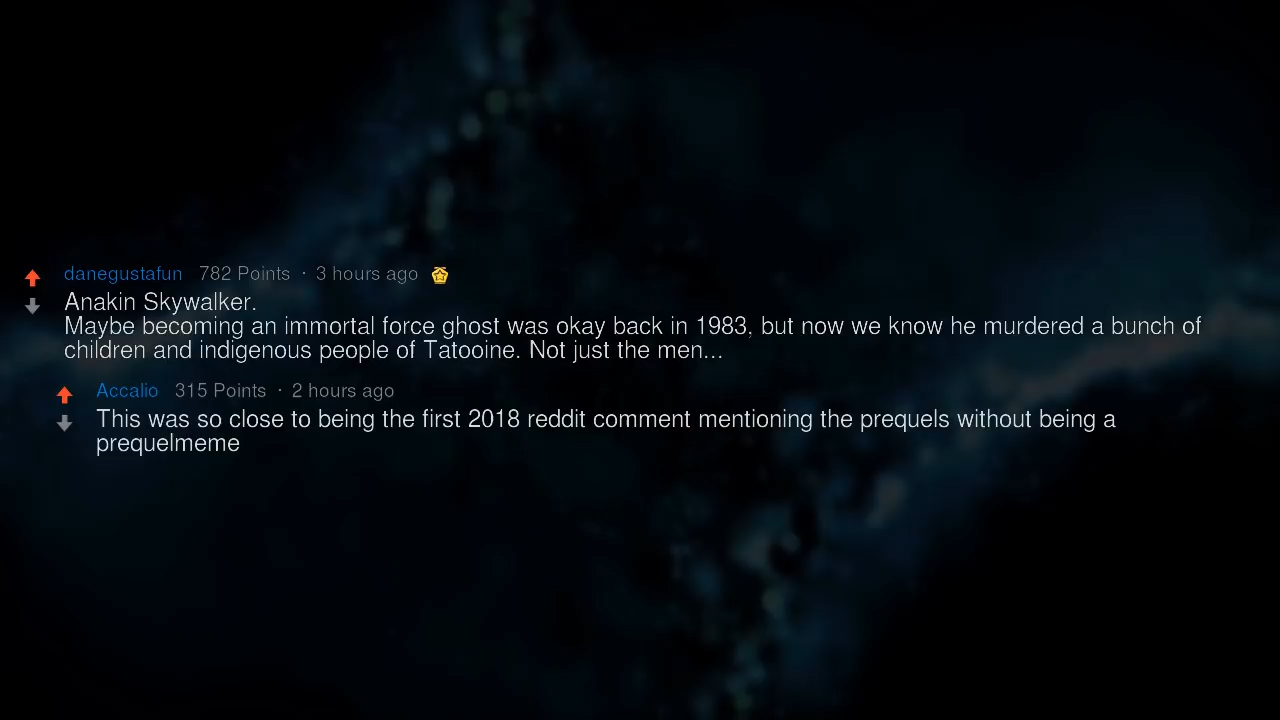 danegustafun 782 Points · 3 hours ago
Anakin Skywalker.
Maybe becoming an immortal force ghost was okay back in 1983, but now we know he murdered a bunch of
children and indigenous people of Tatooine. Not just the men...
Accalio 315 Points · 2 hours ago
This was so close to being the first 2018 reddit comment mentioning the prequels without being a
prequelmeme